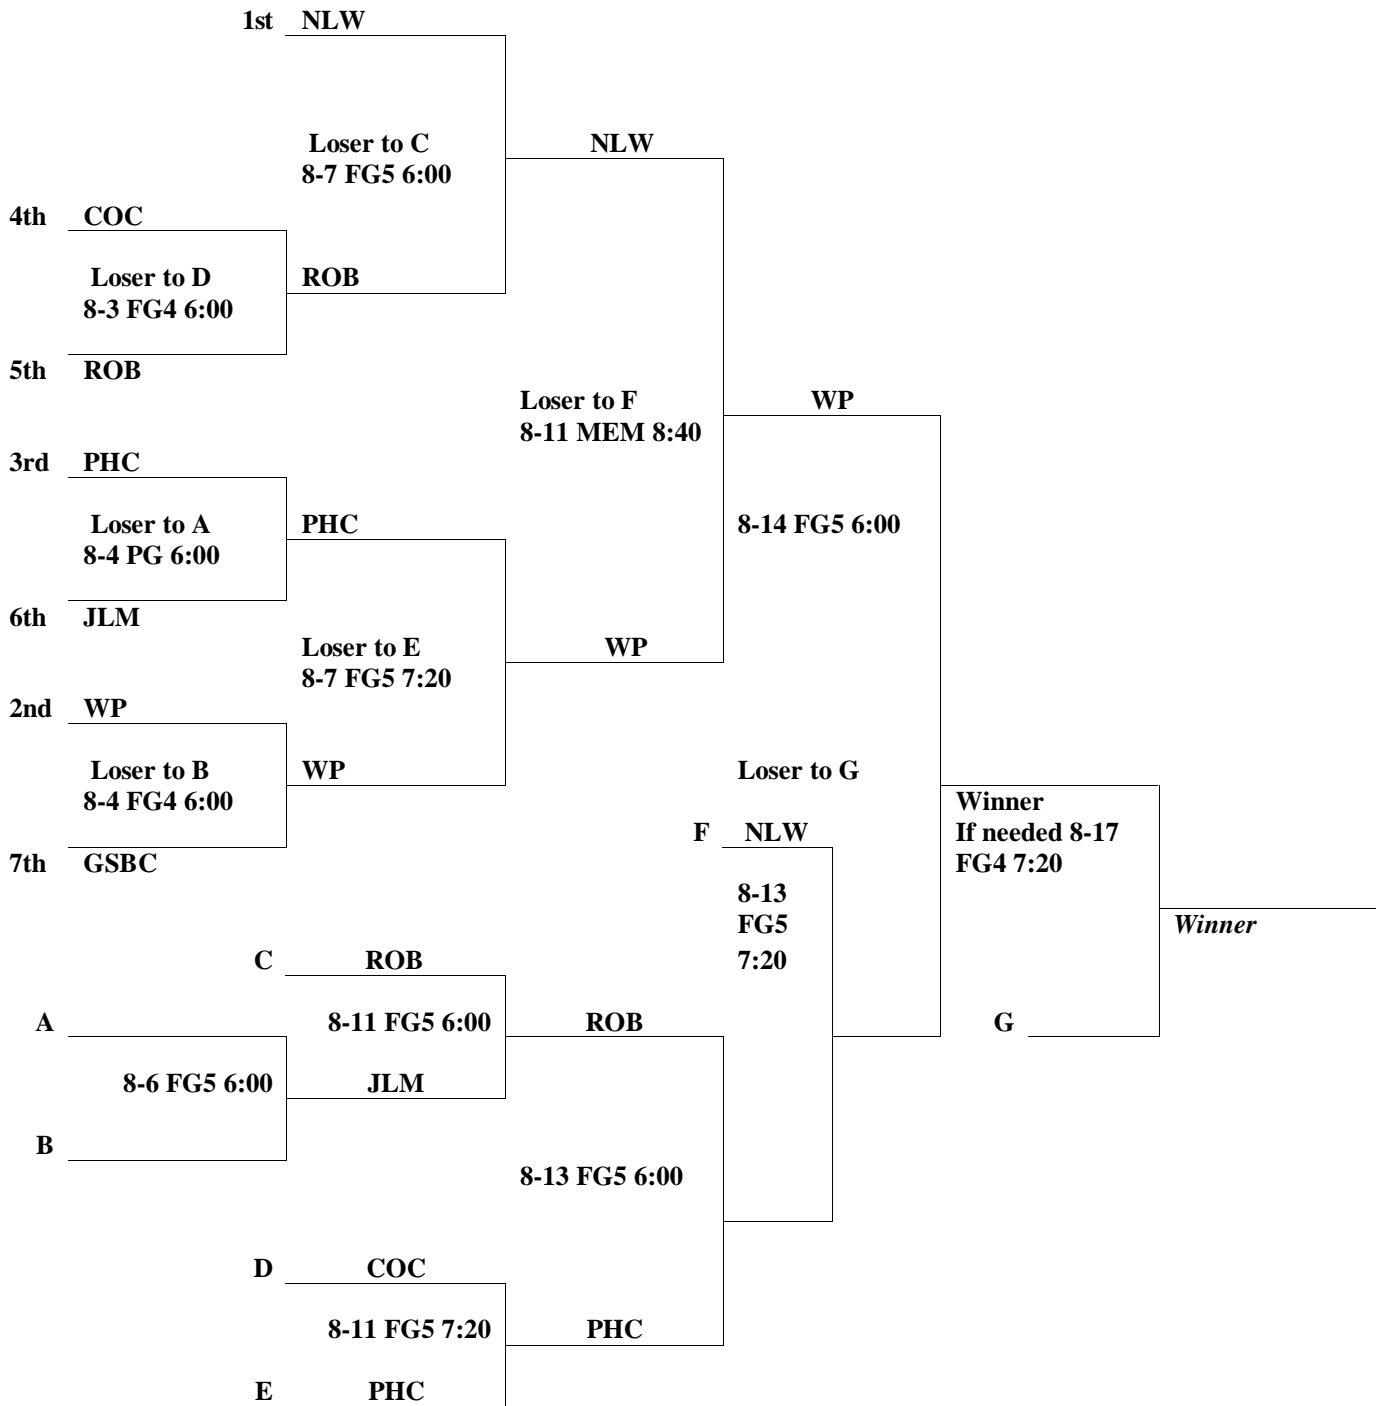 1st NLW
Loser to C NLW
8-7 FG5 6:00
4th COC
Loser to D ROB
8-3 FG4 6:00
5th ROB
Loser to F WP
8-11 MEM 8:40
3rd PHC
Loser to A PHC 8-14 FG5 6:00
8-4 PG 6:00
6th JLM
Loser to E WP
8-7 FG5 7:20
2nd WP
Loser to B WP Loser to G
8-4 FG4 6:00 Winner
F NLW If needed 8-17
7th GSBC FG4 7:20
8-13
FG5 Winner
C ROB 7:20
A 8-11 FG5 6:00 ROB G
8-6 FG5 6:00 JLM
B
8-13 FG5 6:00
D COC
8-11 FG5 7:20 PHC
E PHC